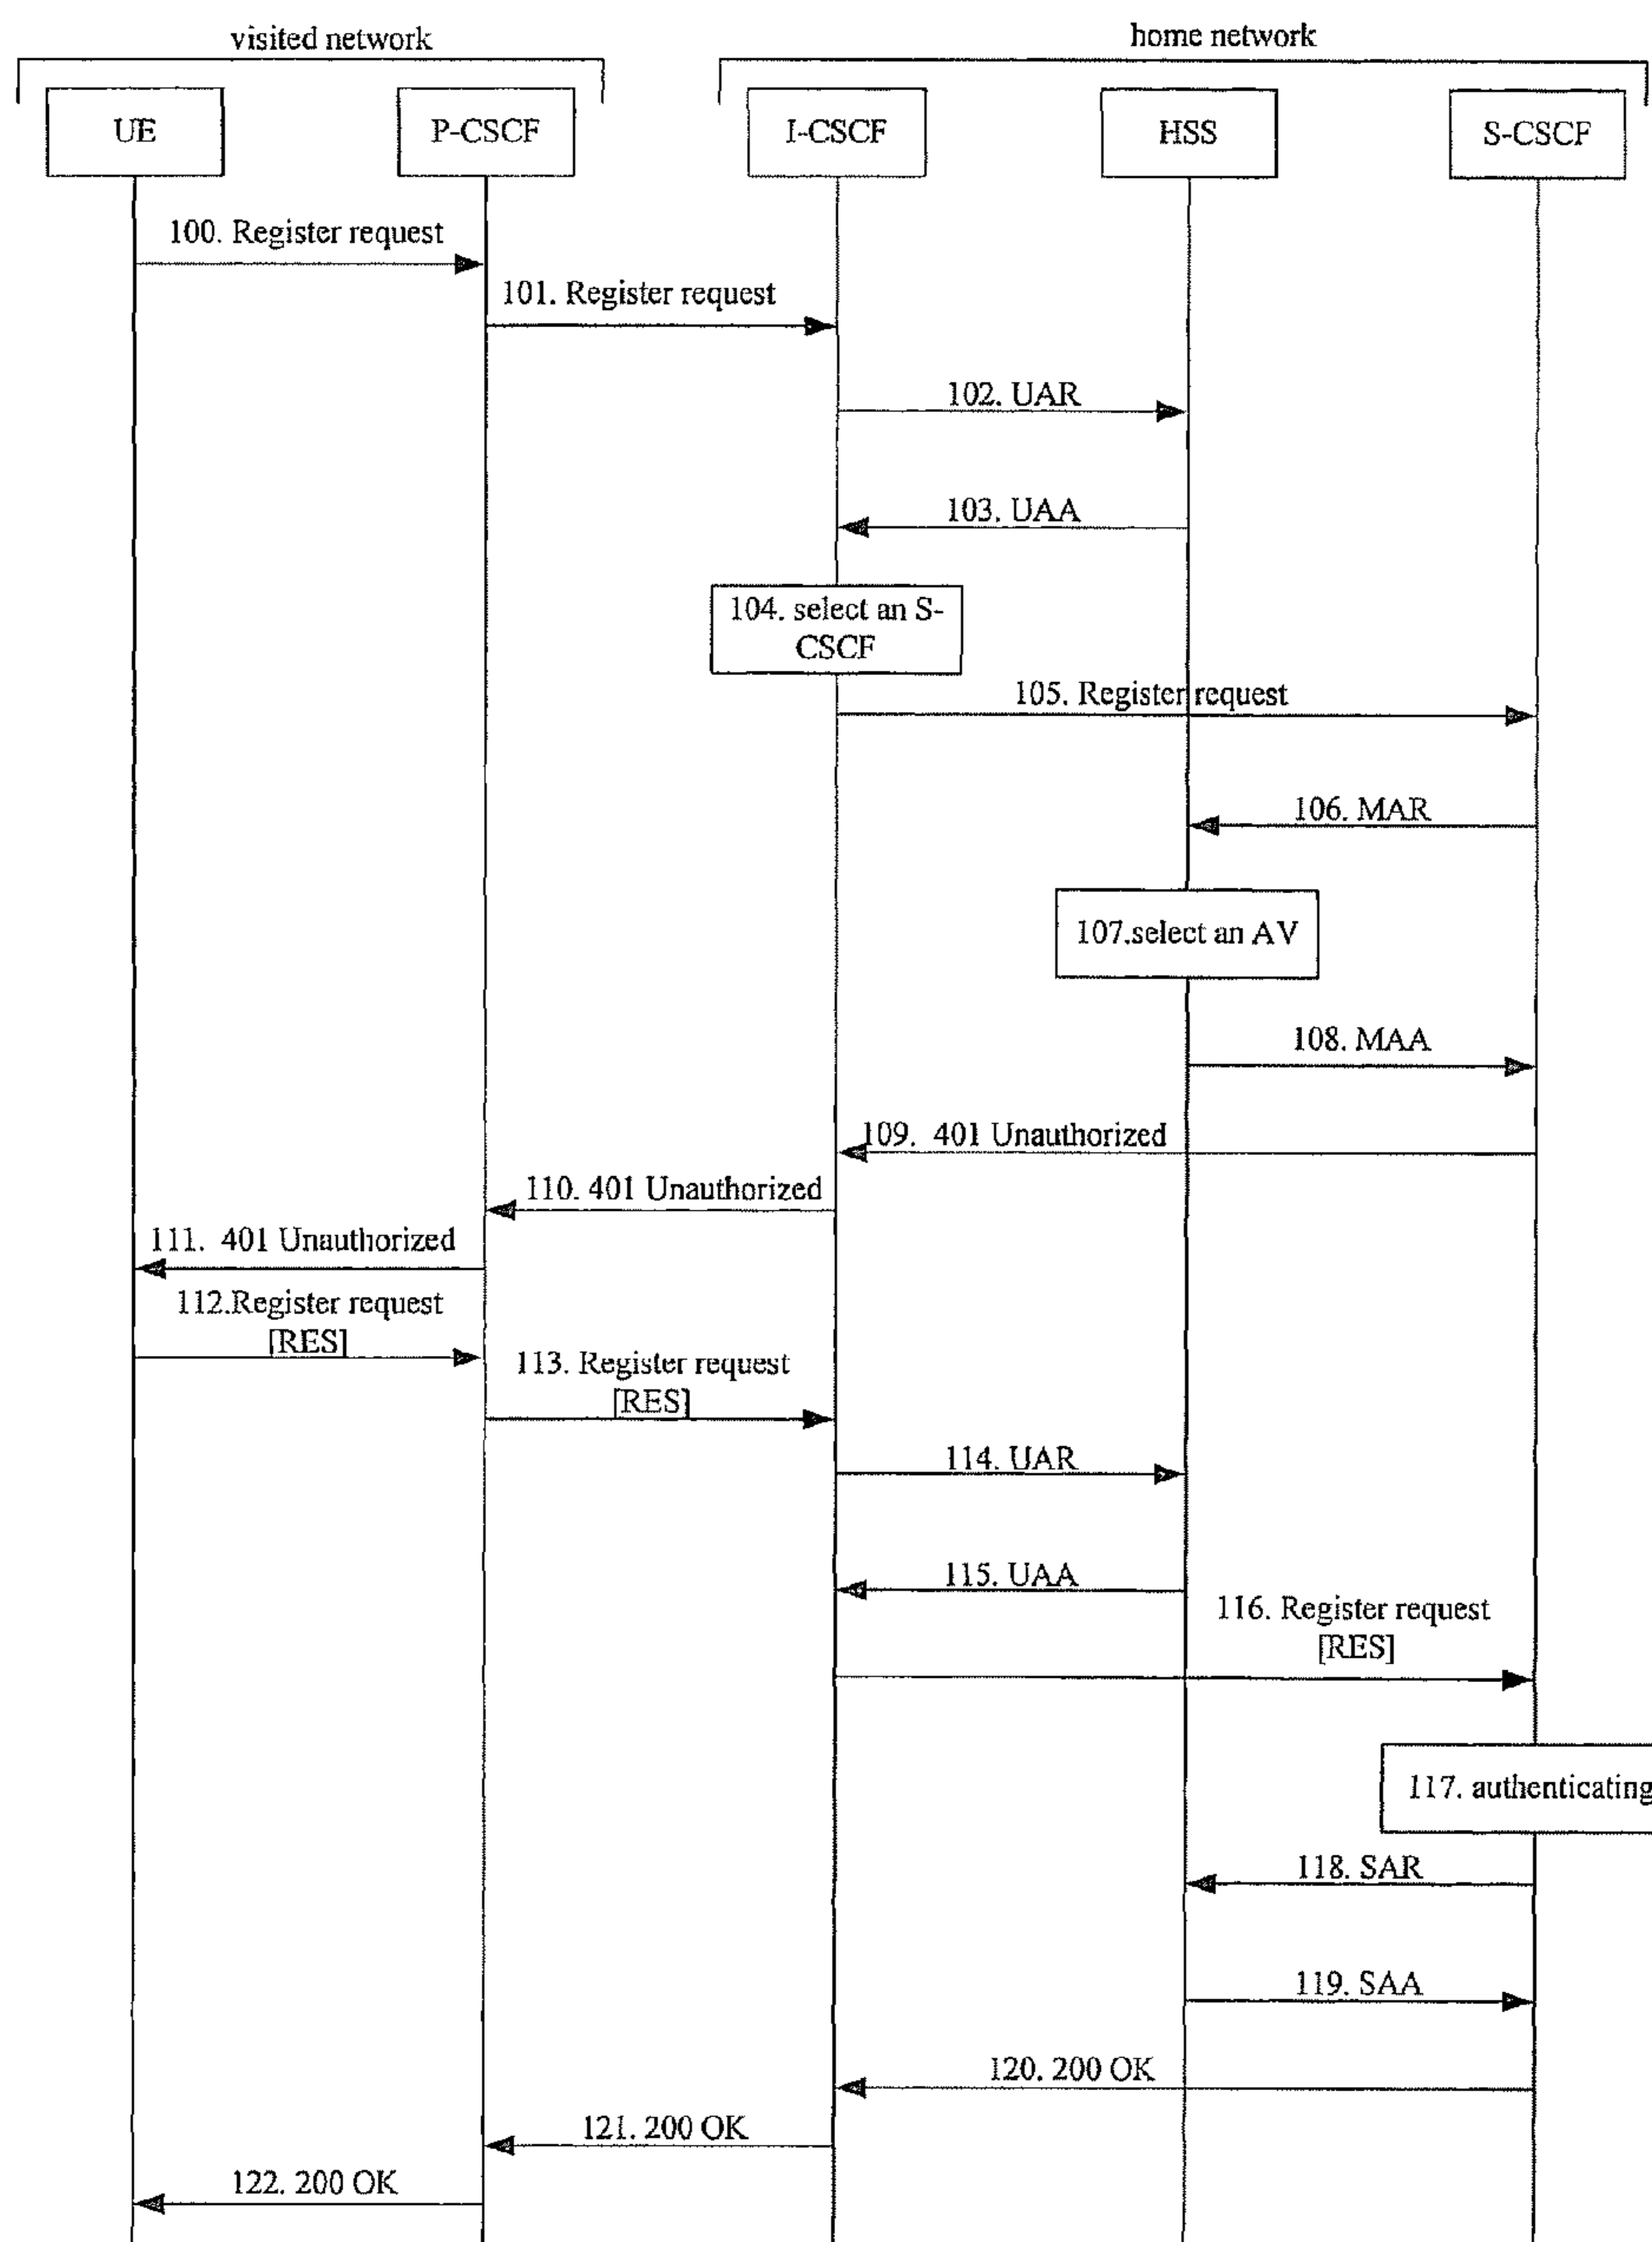 visited network
home network
UE
P-CSCF
I-CSCF
HSS
S-CSCF
100. Register request
101. Register request
102. UAR
103. UAA
104. select an S-
CSCF
105. Register request
106. MAR
107.select an AV
108. MAA
109. 401 Unauthorized
110. 401 Unauthorized
111. 401 Unauthorized
112.Register request
[RES]
113. Register request
[RES]
114. UAR
115. UAA
116. Register request
[RES]
117. authenticating
118. SAR
119. SAA
120. 200 OK
121. 200 OK
122. 200 OK